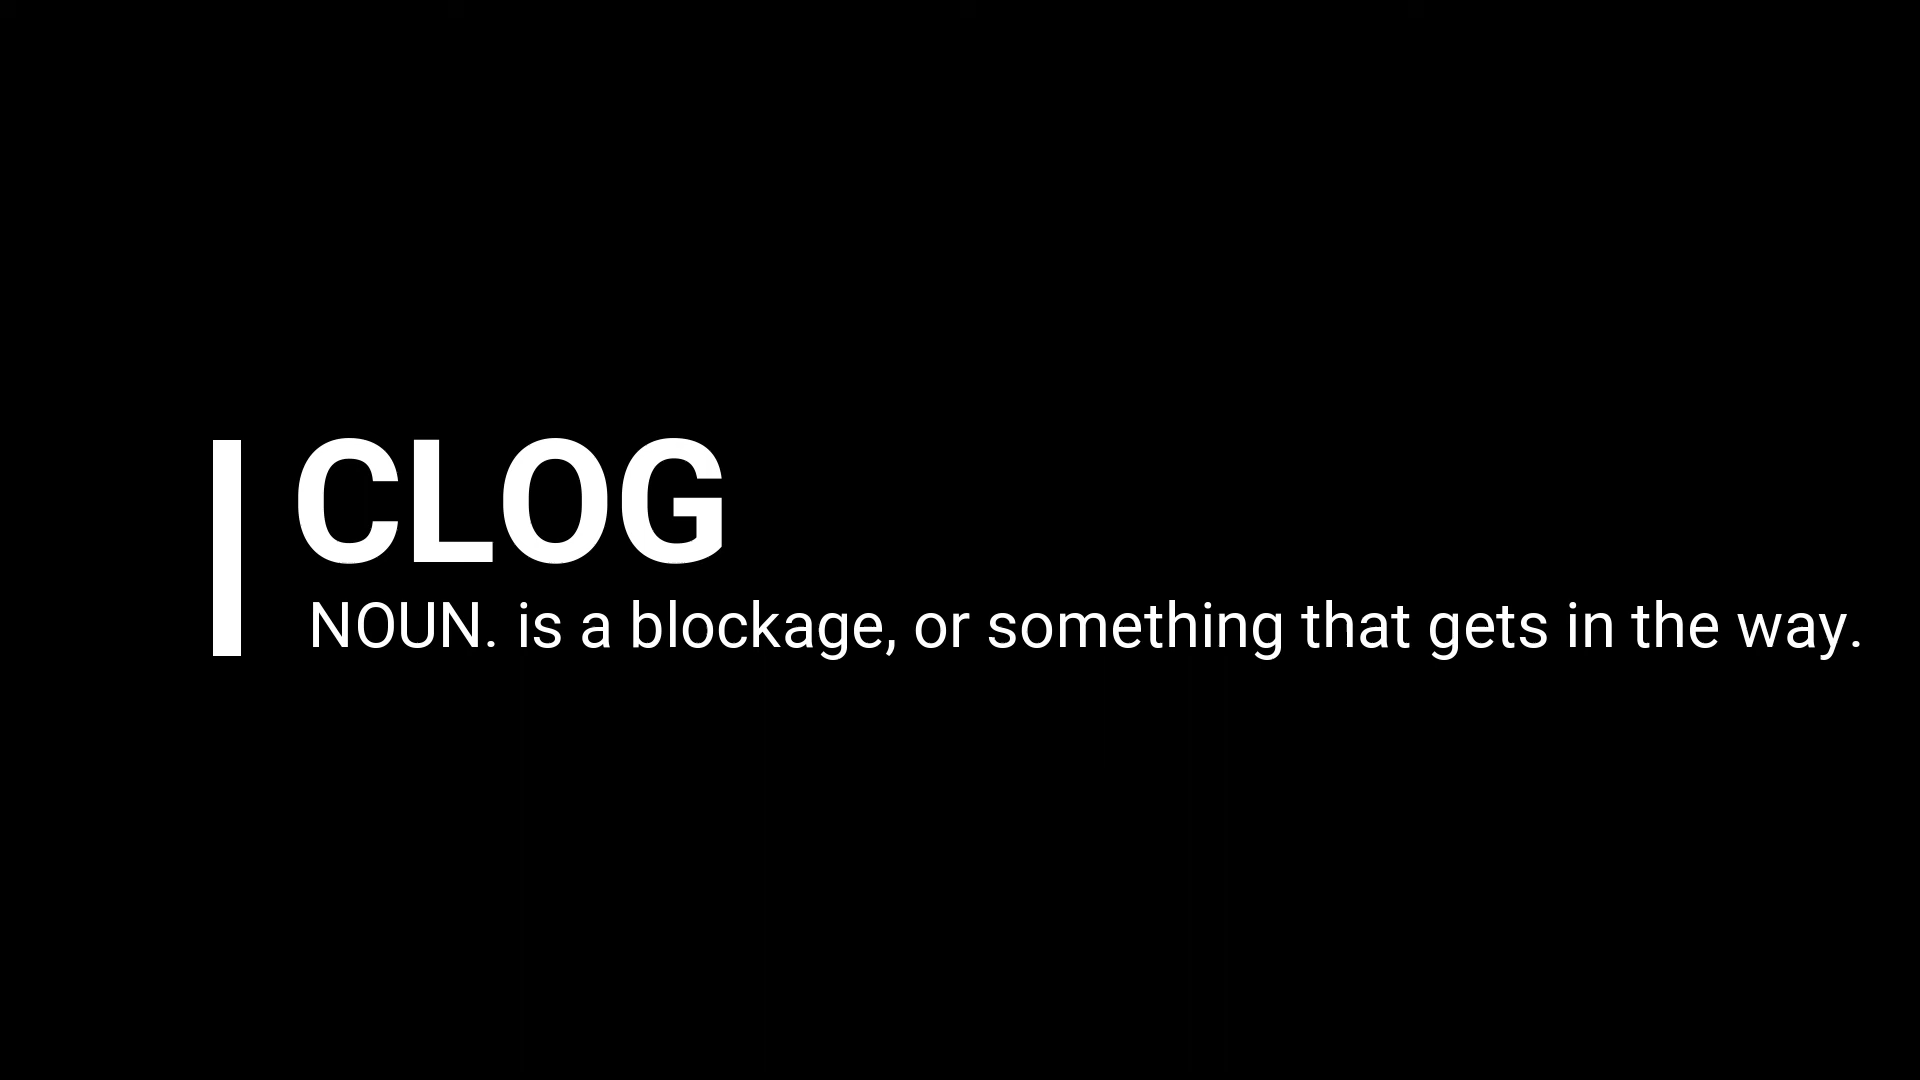 CLOG
NOUN. is a blockage, or something that gets in the way.